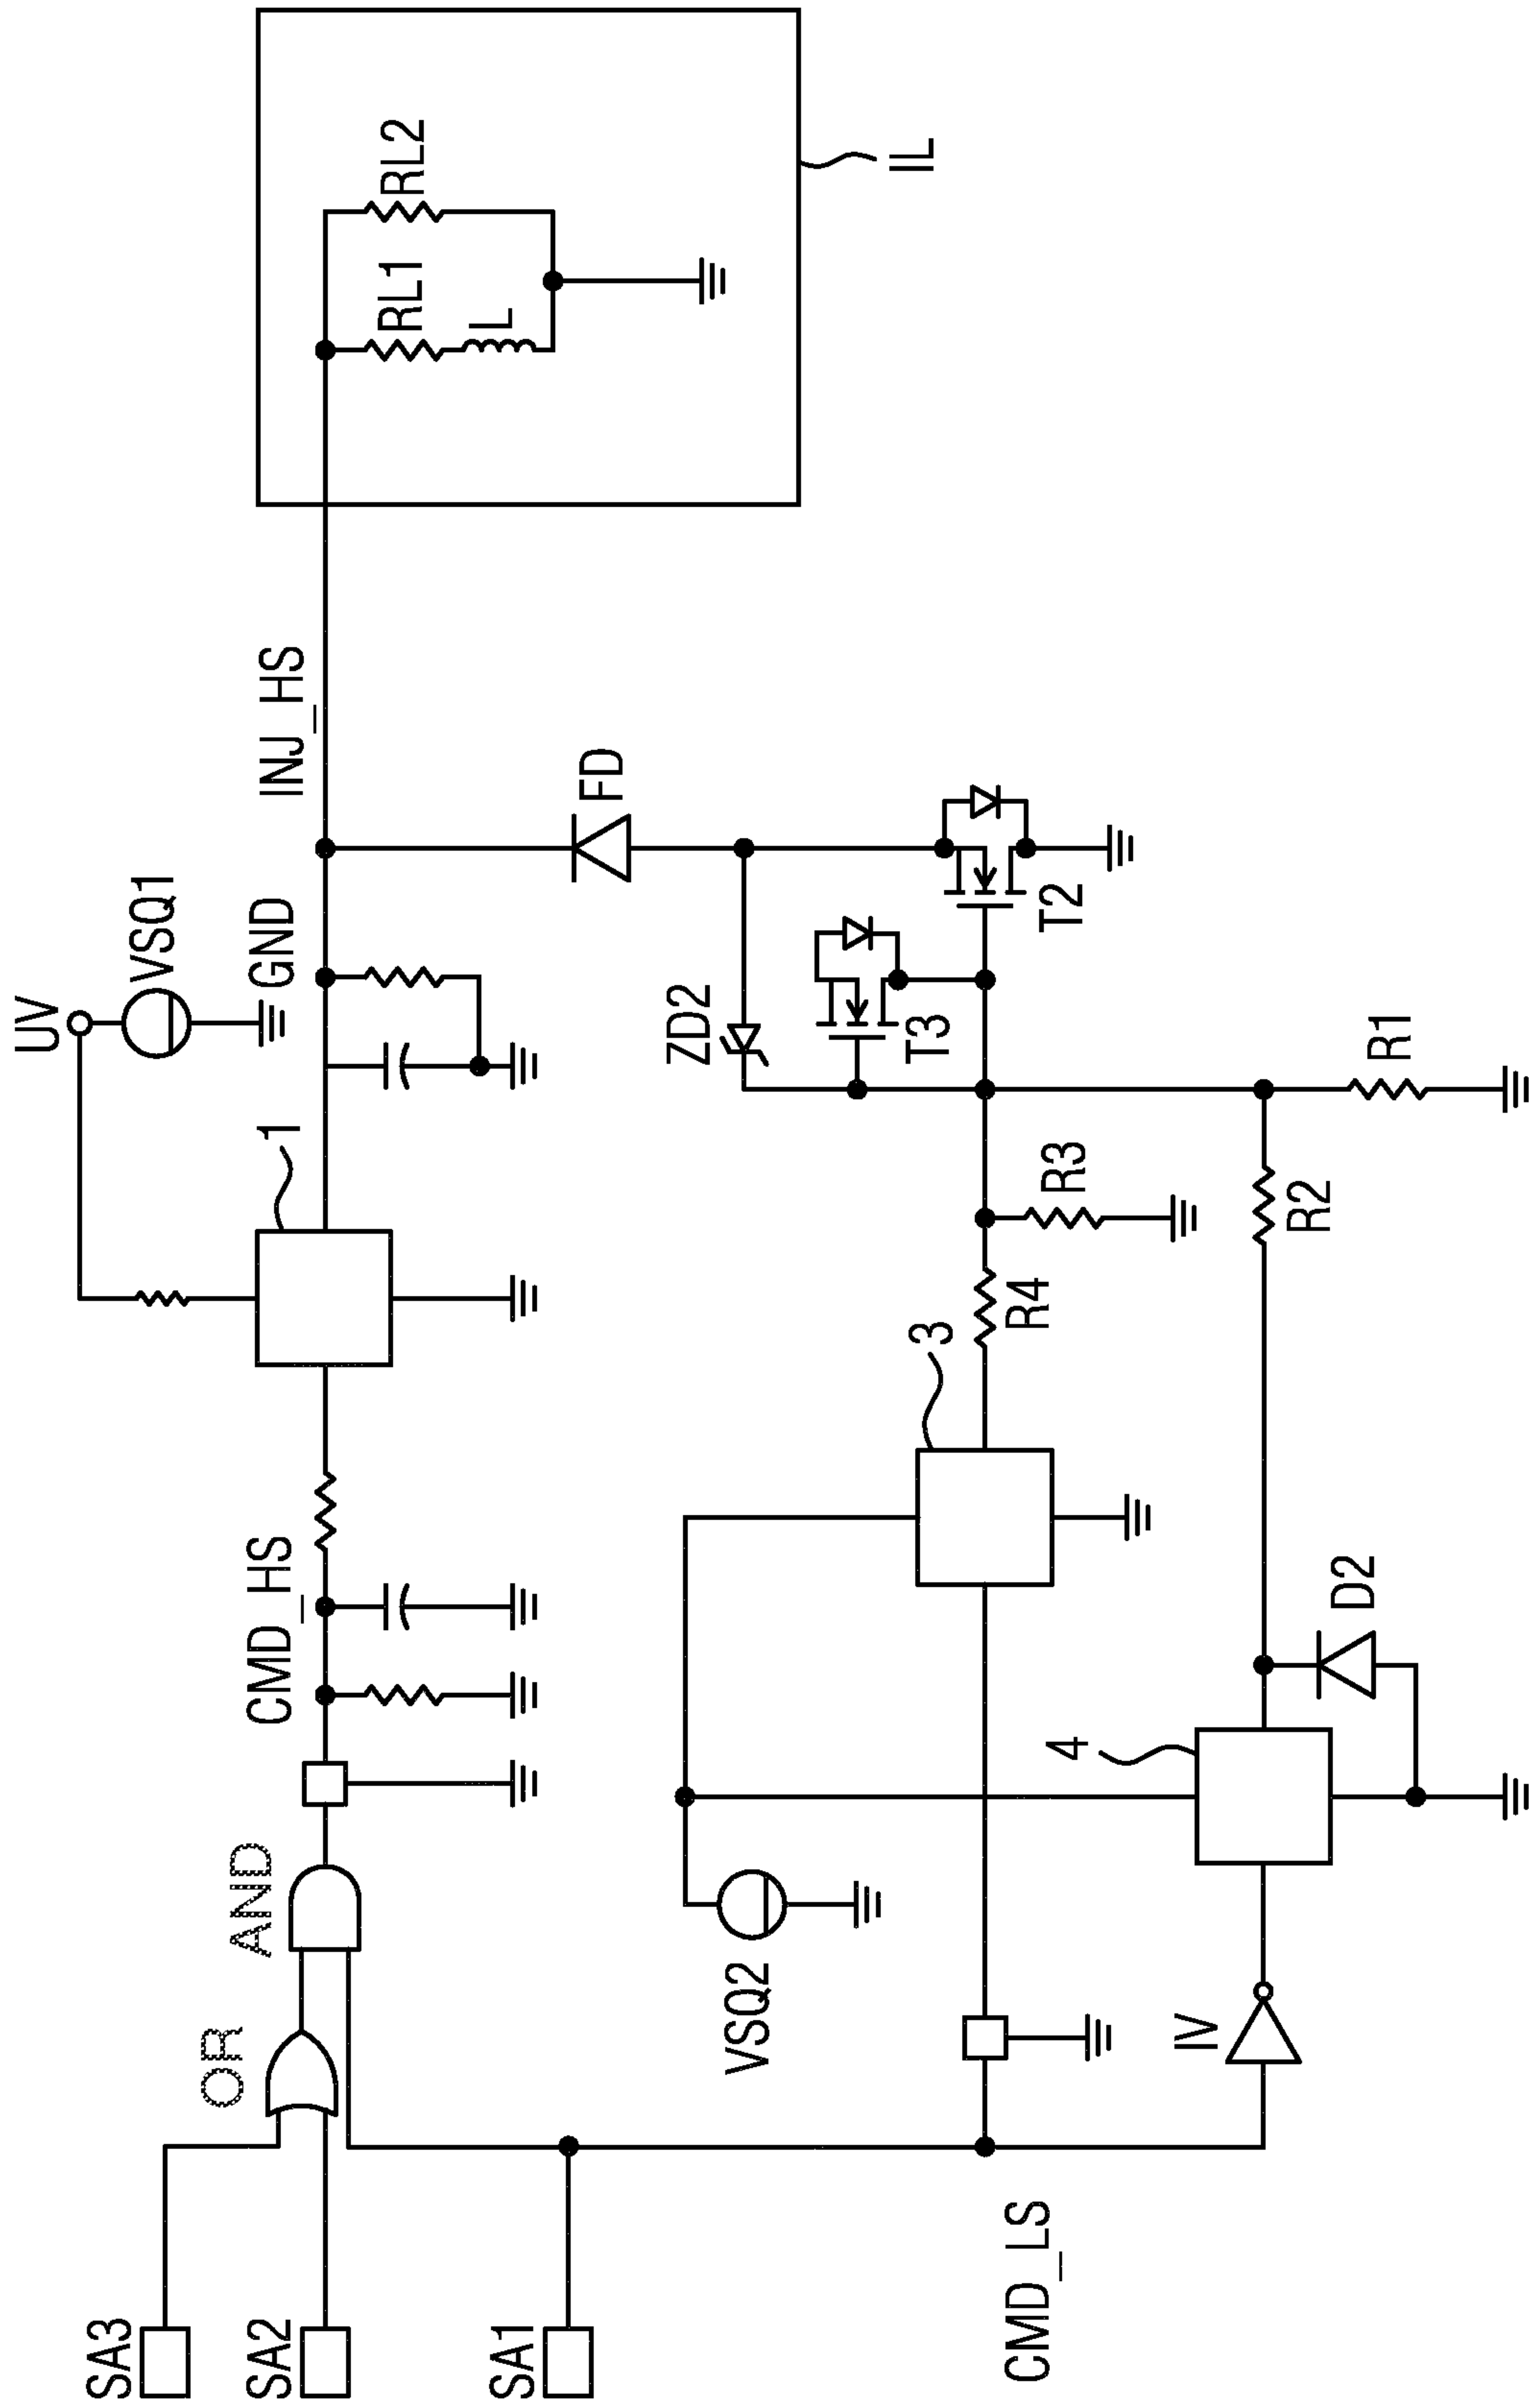 SA3
SA2
SA1
OR
AND
CMD_HS
1
UV
VSQ1
GND
INJ_HS
RL1
RL2
L
IL
FD
ZD2
T3
T2
VSQ2
3
R4
R3
R1
R2
4
D2
IV
CMD_LS